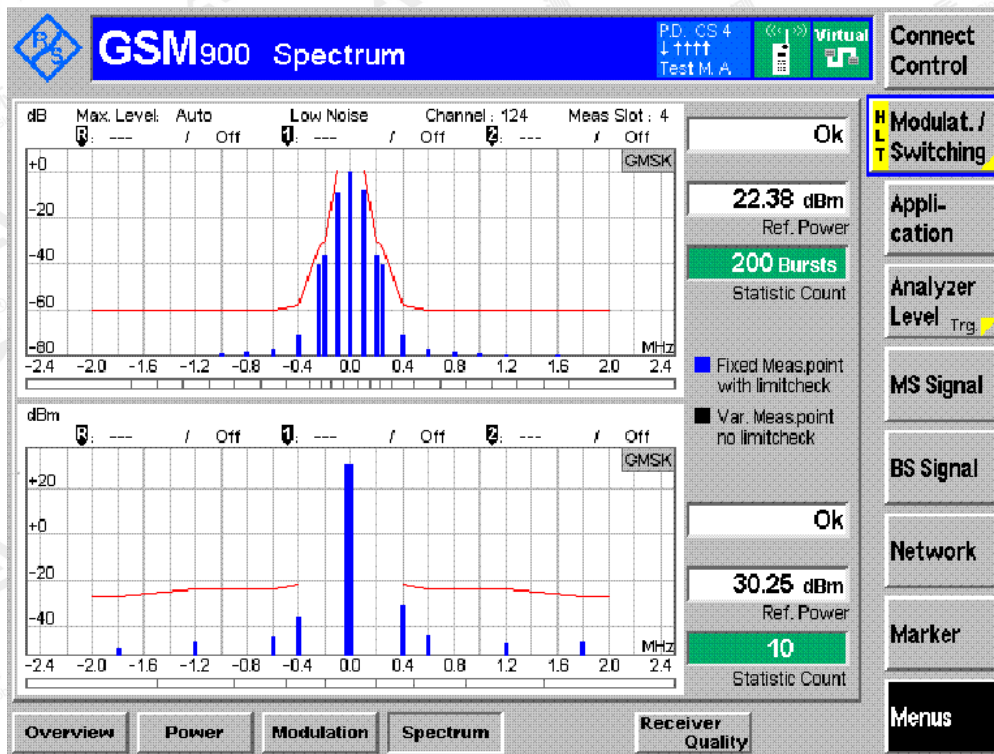 R S
GSM900 Spectrum
P.D. CS 4
Test M. A.
Virtual
Connect
Control
dB Max. Level: Auto Low Noise Channel : 124 Meas Slot : 4
R: --- / Off 1: --- / Off 2: --- / Off
GMSK
+0
-20
-40
-60
-80
MHz
-2.4 -2.0 -1.6 -1.2 -0.8 -0.4 0.0 0.4 0.8 1.2 1.6 2.0 2.4
Ok
22.38 dBm
Ref. Power
200 Bursts
Statistic Count
Fixed Meas.point
with limitcheck
Var. Meas.point
no limitcheck
dBm
R: --- / Off 1: --- / Off 2: --- / Off
GMSK
+20
+0
-20
-40
MHz
-2.4 -2.0 -1.6 -1.2 -0.8 -0.4 0.0 0.4 0.8 1.2 1.6 2.0 2.4
Ok
30.25 dBm
Ref. Power
10
Statistic Count
HLT
Modulat. /
Switching
Appli-
cation
Analyzer
Level Trg.
MS Signal
BS Signal
Network
Marker
Menus
Overview
Power
Modulation
Spectrum
Receiver
Quality